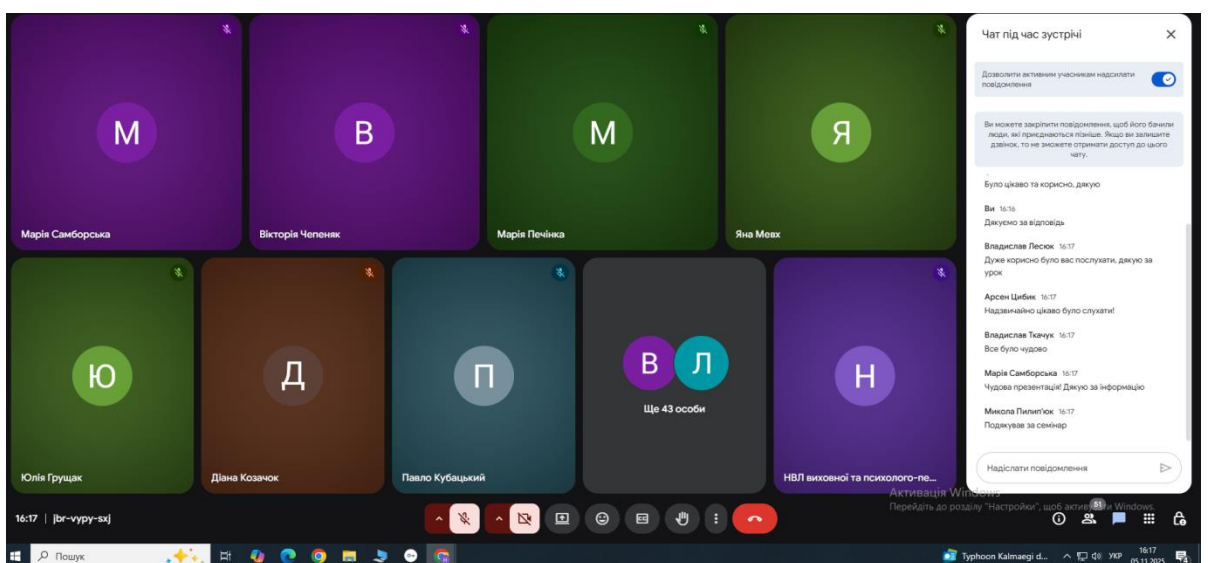 М
Марія Самборська
В
Вікторія Чепеняк
М
Марія Печінка
Я
Яна Мевх
Ю
Юлія Грущак
Д
Діана Козачок
П
Павло Кубацький
В Л
Ще 43 особи
Н
НВЛ виховної та психолого-пе...
Чат під час зустрічі
Дозволити активним учасникам надсилати
повідомлення
Ви можете закріпити повідомлення, щоб його бачили
люди, які приєднаються пізніше. Якщо ви залишите
дзвінок, то не зможете отримати доступ до цього
чату.
Було цікаво та корисно, дякую
Ви 16:16
Дякуємо за відповідь
Владислав Лесюк 16:17
Дуже корисно було вас послухати, дякую за
урок
Арсен Цибик 16:17
Надзвичайно цікаво було слухати!
Владислав Ткачук 16:17
Все було чудово
Марія Самборська 16:17
Чудова презентація! Дякую за інформацію
Микола Пилип'юк 16:17
Подякував за семінар
Надіслати повідомлення
Активація Windows
Перейдіть до розділу "Настройки", щоб активувати Windows.
16:17 | jbr-vypy-sxj
51
Пошук
Typhoon Kalmaegi d...
УКР
16:17
05.11.2025
4